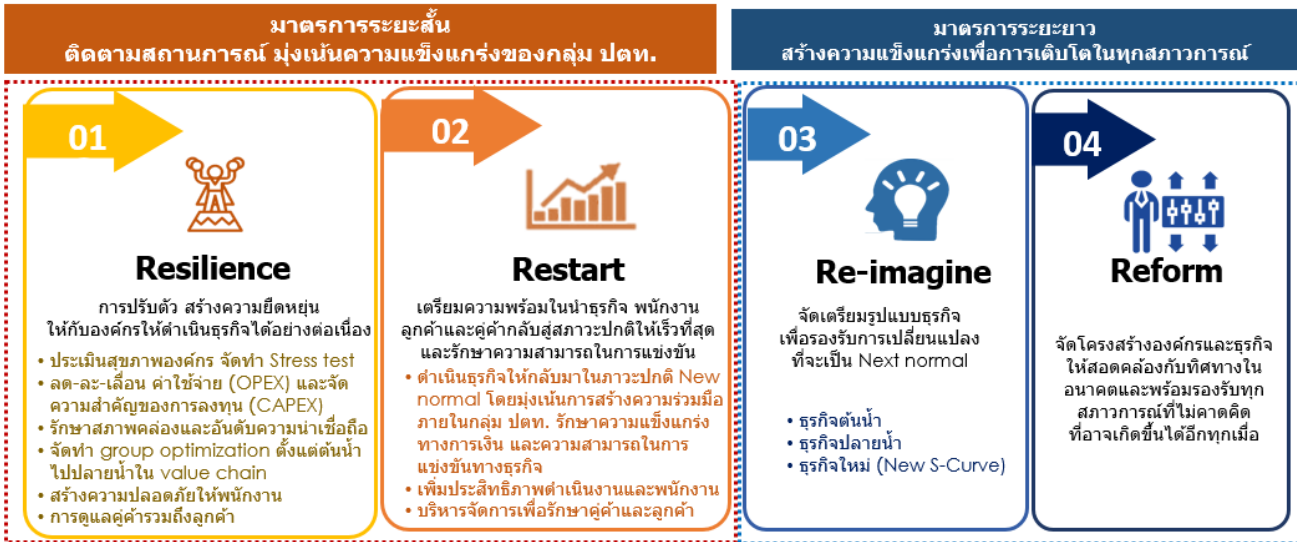 มาตรการระยะสั้น
ติดตามสถานการณ์ มุ่งเน้นความแข็งแกร่งของกลุ่ม ปตท.
มาตรการระยะยาว
สร้างความแข็งแกร่งเพื่อการเติบโตในทุกสภาวการณ์
01
Resilience
การปรับตัว สร้างความยืดหยุ่น
ให้กับองค์กรให้ดำเนินธุรกิจได้อย่างต่อเนื่อง
• ประเมินสุขภาพองค์กร จัดทำ Stress test
• ลด-ละ-เลื่อน ค่าใช้จ่าย (OPEX) และจัด
ความสำคัญของการลงทุน (CAPEX)
• รักษาสภาพคล่องและอันดับความน่าเชื่อถือ
• จัดทำ group optimization ตั้งแต่ต้นน้ำ
ไปปลายน้ำใน value chain
• สร้างความปลอดภัยให้พนักงาน
• การดูแลคู่ค้ารวมถึงลูกค้า
02
Restart
เตรียมความพร้อมในนำธุรกิจ พนักงาน
ลูกค้าและคู่ค้ากลับสู่สภาวะปกติให้เร็วที่สุด
และรักษาความสามารถในการแข่งขัน
• ดำเนินธุรกิจให้กลับมาในภาวะปกติ New
normal โดยมุ่งเน้นการสร้างความร่วมมือ
ภายในกลุ่ม ปตท. รักษาความแข็งแกร่ง
ทางการเงิน และความสามารถในการ
แข่งขันทางธุรกิจ
• เพิ่มประสิทธิภาพดำเนินงานและพนักงาน
• บริหารจัดการเพื่อรักษาคู่ค้าและลูกค้า
03
Re-imagine
จัดเตรียมรูปแบบธุรกิจ
เพื่อรองรับการเปลี่ยนแปลง
ที่จะเป็น Next normal
• ธุรกิจต้นน้ำ
• ธุรกิจปลายน้ำ
• ธุรกิจใหม่ (New S-Curve)
04
Reform
จัดโครงสร้างองค์กรและธุรกิจ
ให้สอดคล้องกับทิศทางใน
อนาคตและพร้อมรองรับทุก
สภาวการณ์ที่ไม่คาดคิด
ที่อาจเกิดขึ้นได้อีกทุกเมื่อ